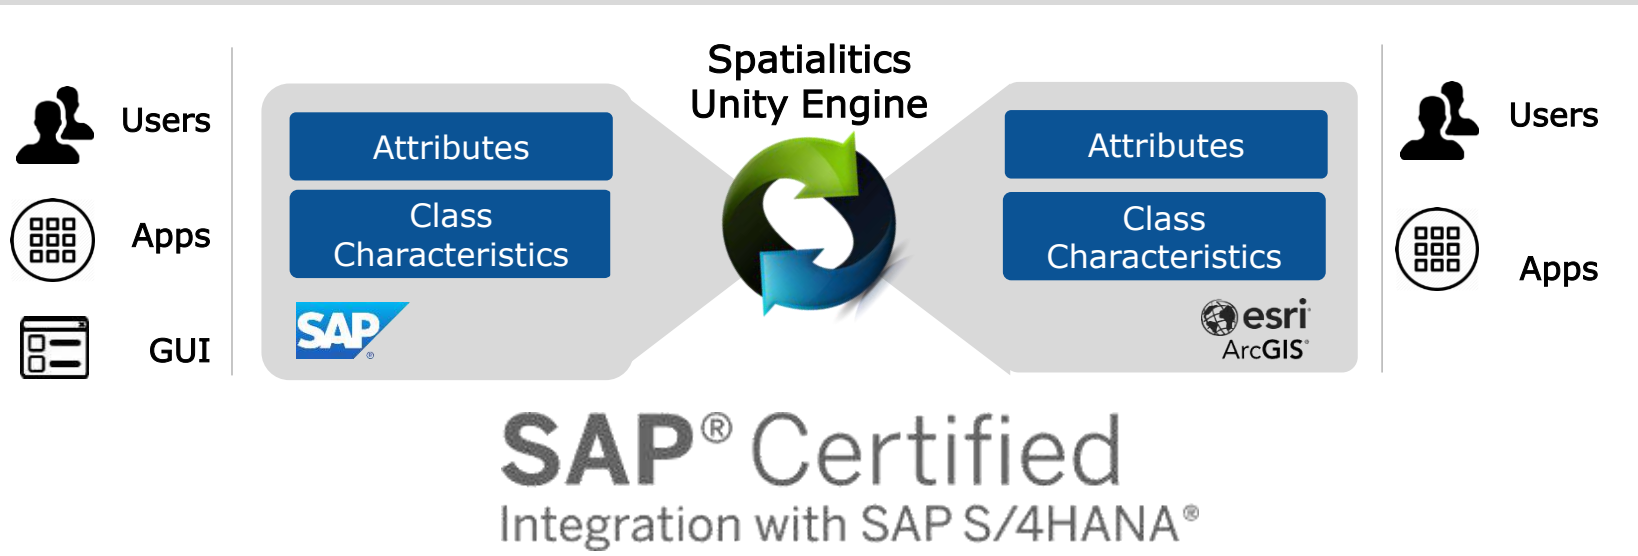 Spatialitics
Unity Engine
Users
Apps
GUI
Attributes
Class
Characteristics
SAP®
Attributes
Class
Characteristics
esri
ArcGIS®
Users
Apps
SAP® Certified
Integration with SAP S/4HANA®